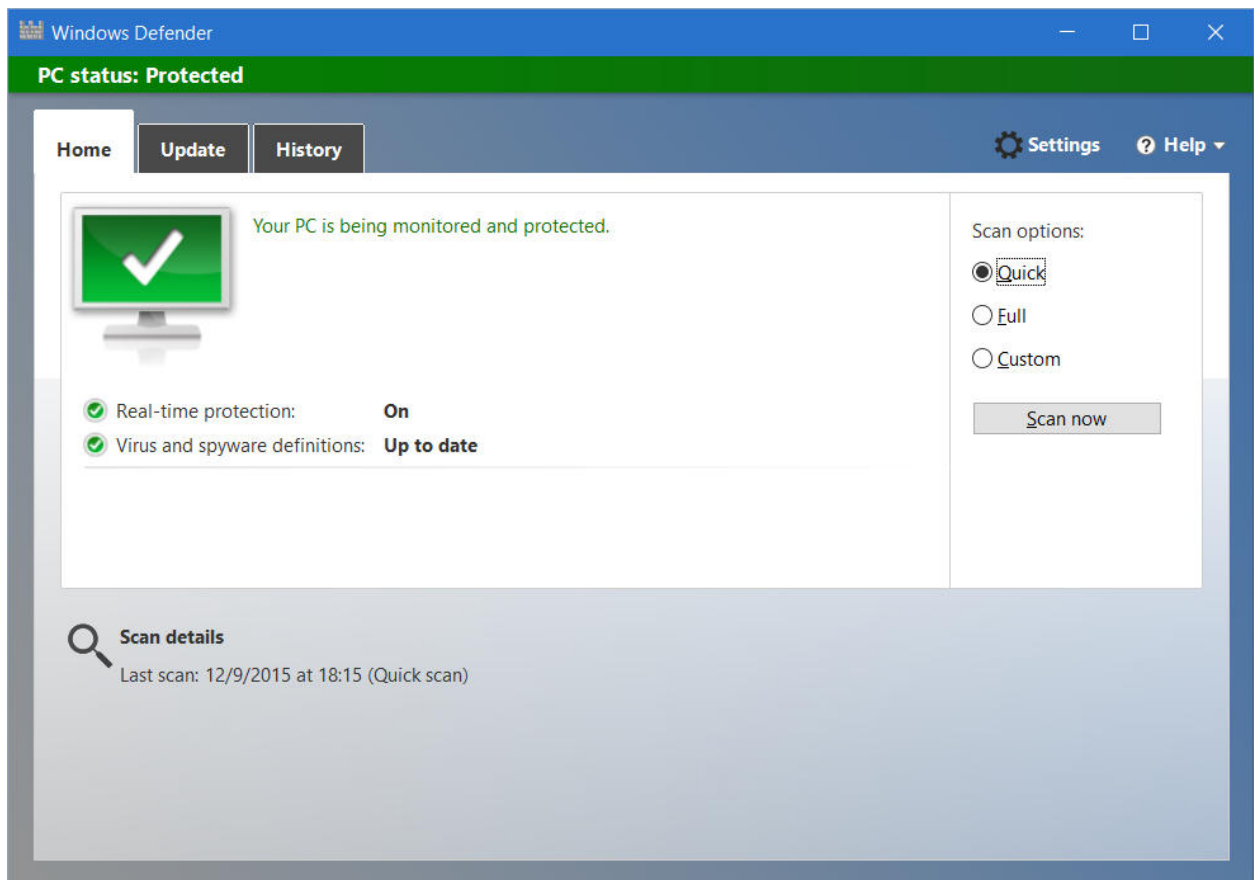 Windows Defender
PC status: Protected
Home Update History Settings Help
Your PC is being monitored and protected.
Scan options:
Quick
Full
Custom
Real-time protection: On
Virus and spyware definitions: Up to date
Scan now
Scan details
Last scan: 12/9/2015 at 18:15 (Quick scan)